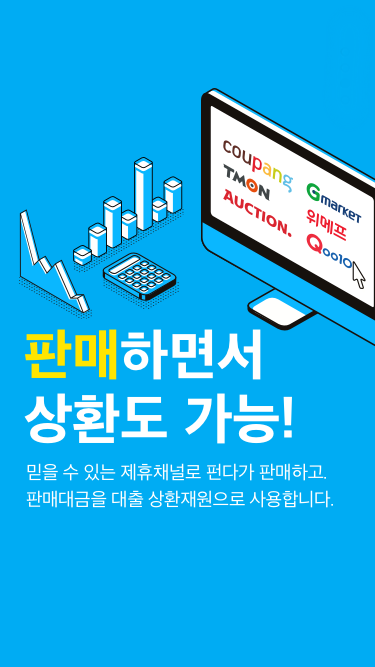 coupang
TMON
AUCTION.
Gmarket
위메프
Qoo10
판매하면서
상환도 가능!
믿을 수 있는 제휴채널로 펀다가 판매하고.
판매대금을 대출 상환재원으로 사용합니다.